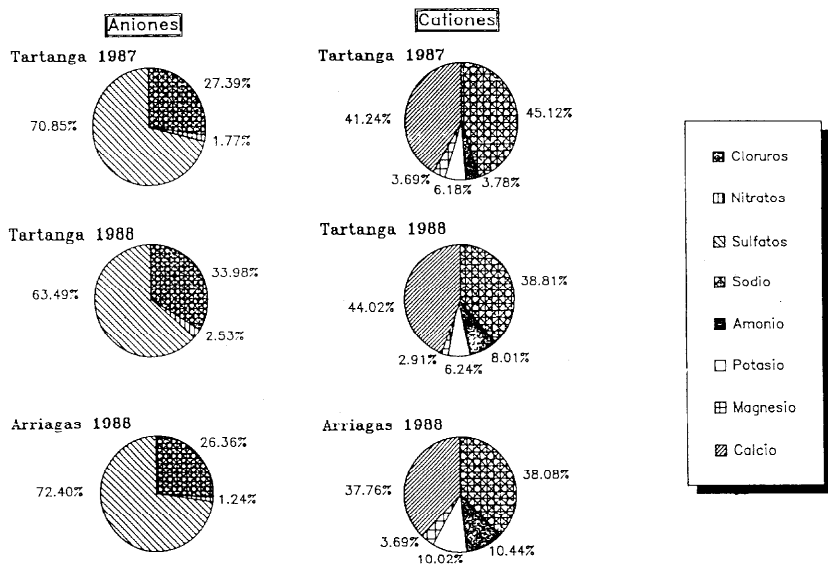 Aniones
Cationes
Tartanga 1987
27.39%
70.85%
1.77%
Tartanga 1987
41.24%
45.12%
3.69%
6.18%
3.78%
Tartanga 1988
33.98%
63.49%
2.53%
Tartanga 1988
38.81%
44.02%
2.91%
6.24%
8.01%
Arriagas 1988
26.36%
72.40%
1.24%
Arriagas 1988
38.08%
37.76%
3.69%
10.02%
10.44%
Cloruros
Nitratos
Sulfatos
Sodio
Amonio
Potasio
Magnesio
Calcio